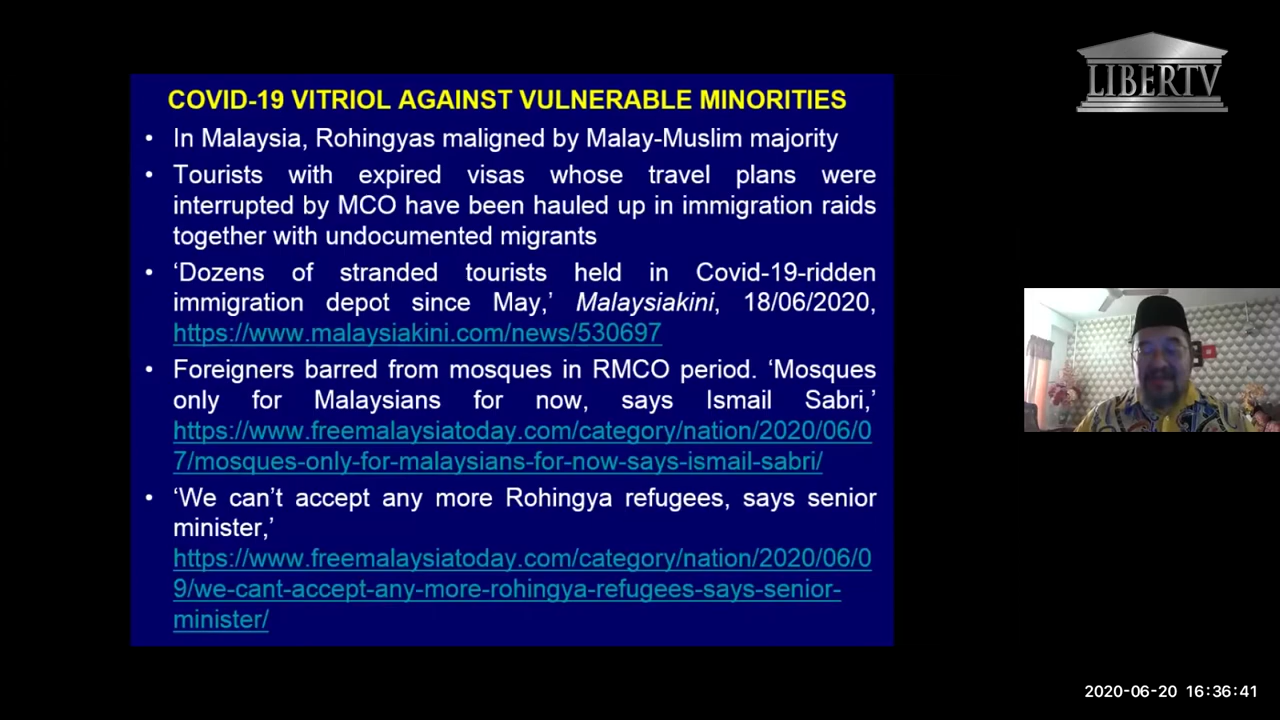 LIBERTV
COVID-19 VITRIOL AGAINST VULNERABLE MINORITIES
• In Malaysia, Rohingyas maligned by Malay-Muslim majority
• Tourists with expired visas whose travel plans were
interrupted by MCO have been hauled up in immigration raids
together with undocumented migrants
• ‘Dozens of stranded tourists held in Covid-19-ridden
immigration depot since May,’ Malaysiakini, 18/06/2020,
https://www.malaysiakini.com/news/530697
• Foreigners barred from mosques in RMCO period. ‘Mosques
only for Malaysians for now, says Ismail Sabri,’
https://www.freemalaysiatoday.com/category/nation/2020/06/0
7/mosques-only-for-malaysians-for-now-says-ismail-sabri/
• ‘We can’t accept any more Rohingya refugees, says senior
minister,’
https://www.freemalaysiatoday.com/category/nation/2020/06/0
9/we-cant-accept-any-more-rohingya-refugees-says-senior-
minister/
2020-06-20 16:36:41